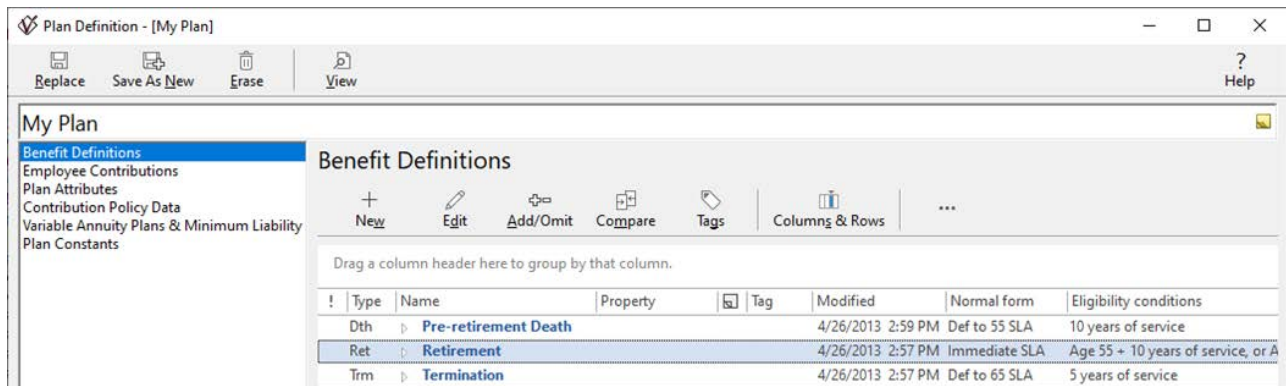 Plan Definition - [My Plan]
Replace Save As New Erase View ? Help
My Plan
Benefit Definitions
Employee Contributions
Plan Attributes
Contribution Policy Data
Variable Annuity Plans & Minimum Liability
Plan Constants
Benefit Definitions
New Edit Add/Omit Compare Tags Columns & Rows ...
Drag a column header here to group by that column.
! Type Name Property Tag Modified Normal form Eligibility conditions
Dth Pre-retirement Death 4/26/2013 2:59 PM Def to 55 SLA 10 years of service
Ret Retirement 4/26/2013 2:57 PM Immediate SLA Age 55 + 10 years of service, or A
Trm Termination 4/26/2013 2:57 PM Def to 65 SLA 5 years of service